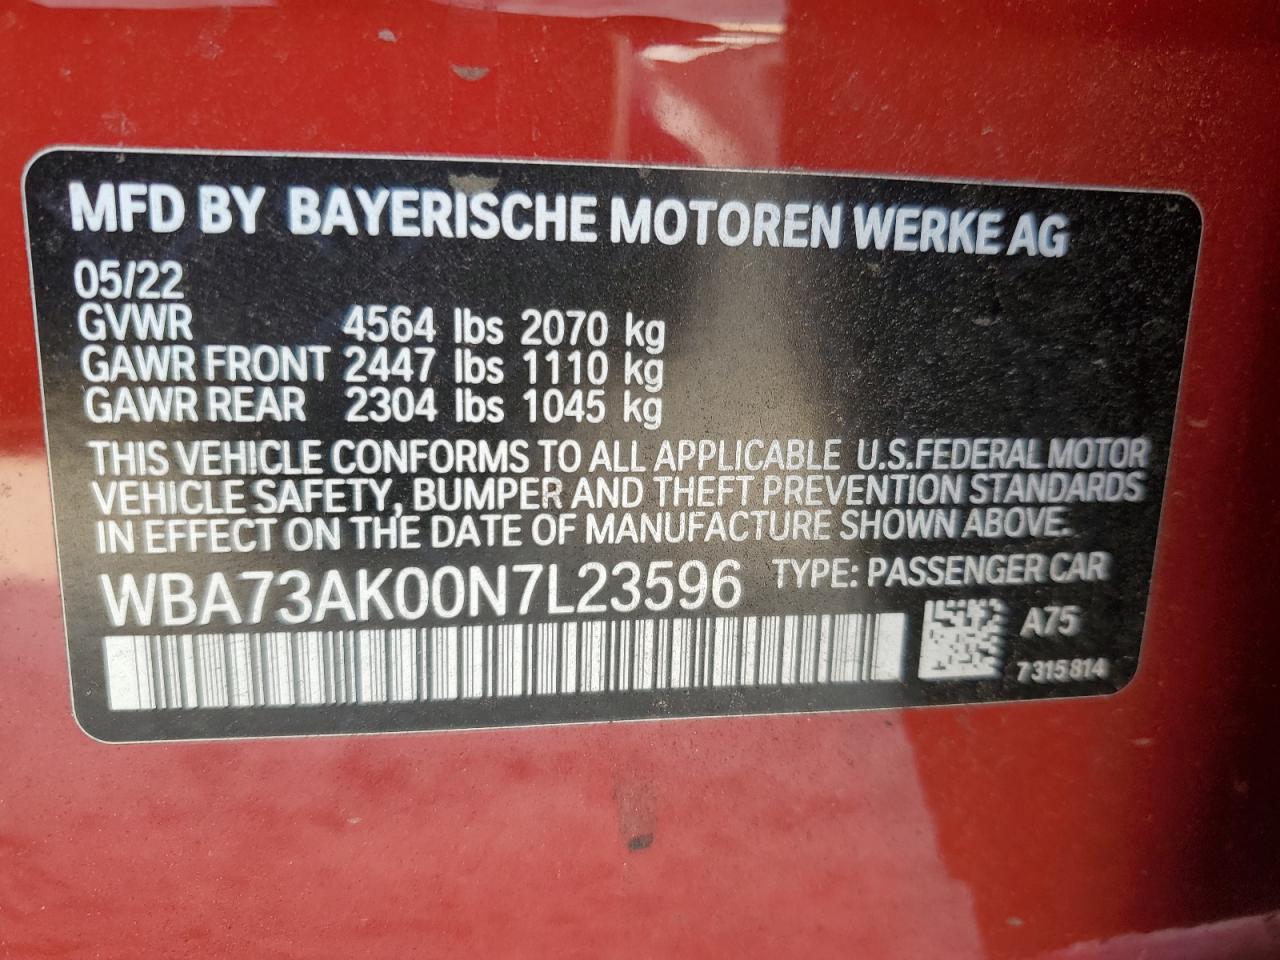 MFD BY BAYERISCHE MOTOREN WERKE AG
05/22
GVWR 4564 lbs 2070 kg
GAWR FRONT 2447 lbs 1110 kg
GAWR REAR 2304 lbs 1045 kg
THIS VEHICLE CONFORMS TO ALL APPLICABLE U.S.FEDERAL MOTOR
VEHICLE SAFETY, BUMPER AND THEFT PREVENTION STANDARDS
IN EFFECT ON THE DATE OF MANUFACTURE SHOWN ABOVE.
WBA73AK00N7L23596 TYPE: PASSENGER CAR
A75
7315814